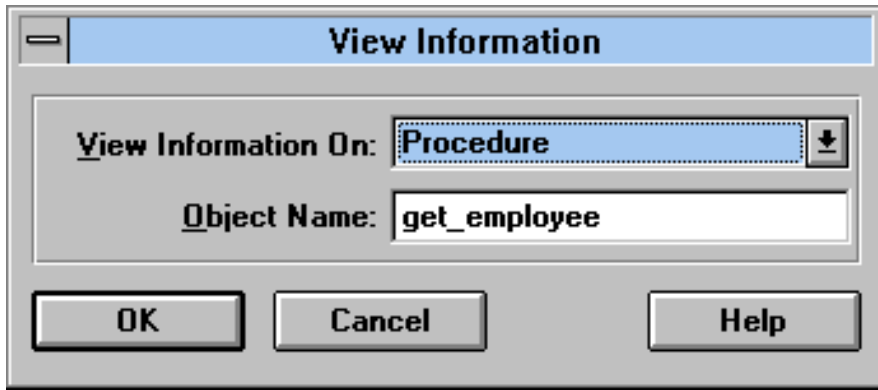 View Information
View Information On: Procedure
Object Name: get_employee
OK Cancel Help